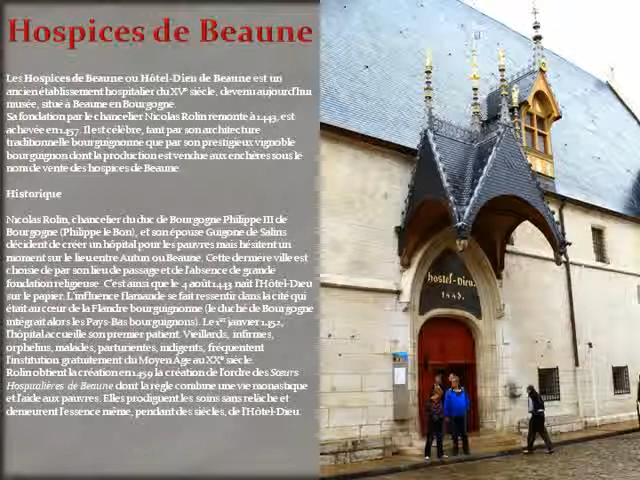 Hospices de Beaune
Les Hospices de Beaune ou Hôtel-Dieu de Beaune est un
ancien établissement hospitalier du XVe siècle, devenu aujourd'hui
musée, situé à Beaune en Bourgogne.
Sa fondation par le chancelier Nicolas Rolin remonte à 1443, est
achevée en 1457. Il est célèbre, tant par son architecture
traditionnelle bourguignonne que par son prestigieux vignoble
bourguignon dont la production est vendue aux enchères sous le
nom de vente des hospices de Beaune
Historique
Nicolas Rolin, chancelier du duc de Bourgogne Philippe III de
Bourgogne (Philippe le Bon), et son épouse Guigone de Salins
décident de créer un hôpital pour les pauvres mais hésitent un
moment sur le lieu entre Autun ou Beaune. Cette dernière ville est
choisie de par son lieu de passage et de l'absence de grande
fondation religieuse. C'est ainsi que le 4 août 1443 naît l'Hôtel-Dieu
sur le papier. L'influence flamande se fait ressentir dans la cité qui
était au cœur de la Flandre bourguignonne (le duché de Bourgogne
intégrait alors les Pays-Bas bourguignons). Le 1er janvier 1452,
l'hôpital accueille son premier patient. Vieillards, infirmes,
orphelins, malades, parturientes, indigents, fréquentent
l'institution gratuitement du Moyen Âge au XXe siècle.
Rolin obtient la création en 1459 la création de l'ordre des Sœurs
Hospitalières de Beaune dont la règle combine une vie monastique
et l'aide aux pauvres. Elles prodiguent les soins sans relâche et
demeurent l'essence même, pendant des siècles, de l'Hôtel-Dieu.
hostel-Dieu
1443.